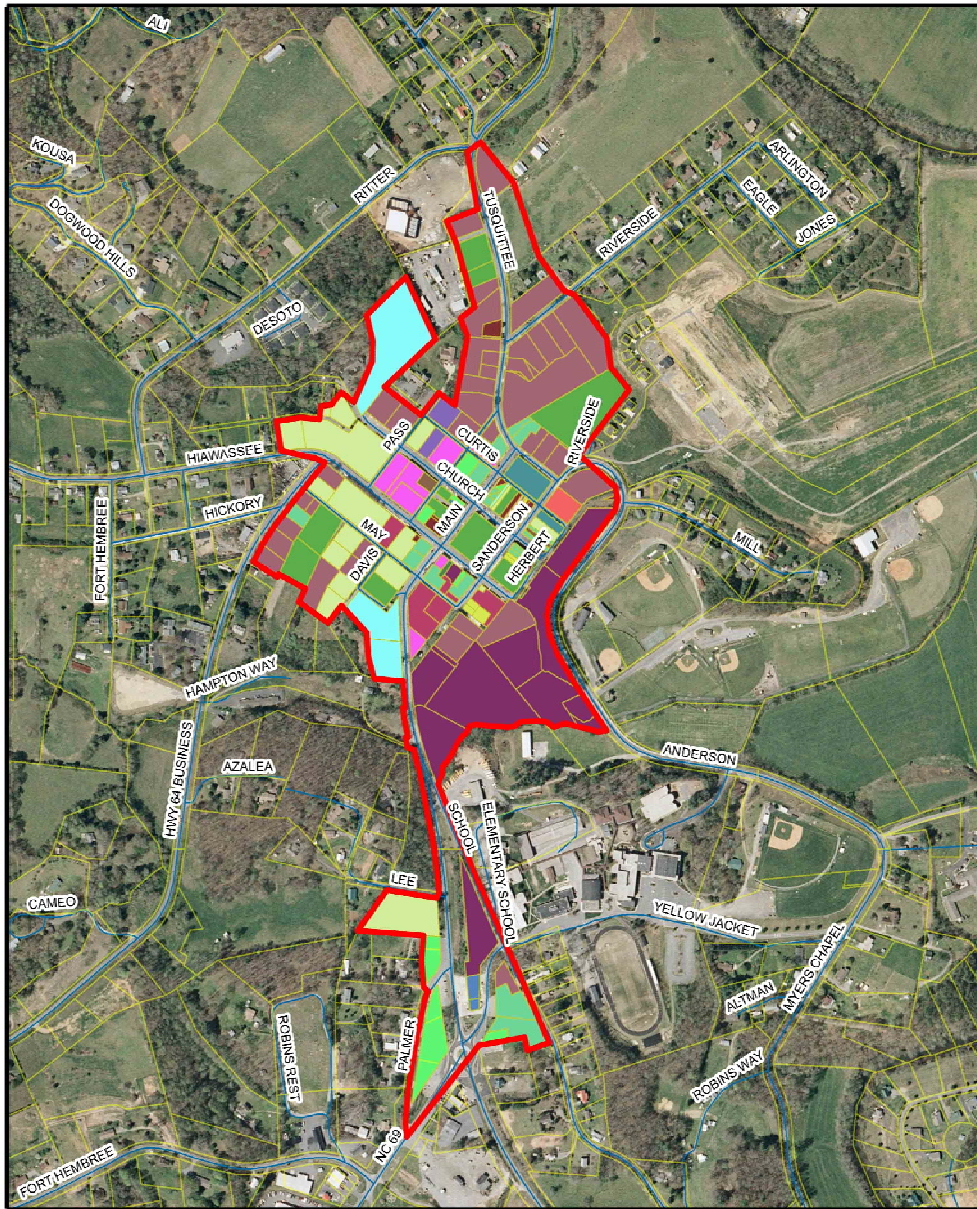 ALI
KOUSA
DOGWOOD HILLS
RITTER
TUSQUITTEE
ARLINGTON
EAGLE
JONES
RIVERSIDE
DESOTO
RIVERSIDE
PASS
CURTIS
CHURCH
HIAWASSEE
HICKORY
MAIN
MAY
DAVIS
SANDERSON
HERBERT
MILL
FORT HEMBREE
HAMPTON WAY
HWY 64 BUSINESS
AZALEA
ANDERSON
SCHOOL
ELEMENTARY SCHOOL
LEE
CAMEO
YELLOW JACKET
MYERS CHAPEL
ALTMAN
ROBINS REST
PALMER
ROBINS WAY
NC 69
FORT HEMBREE